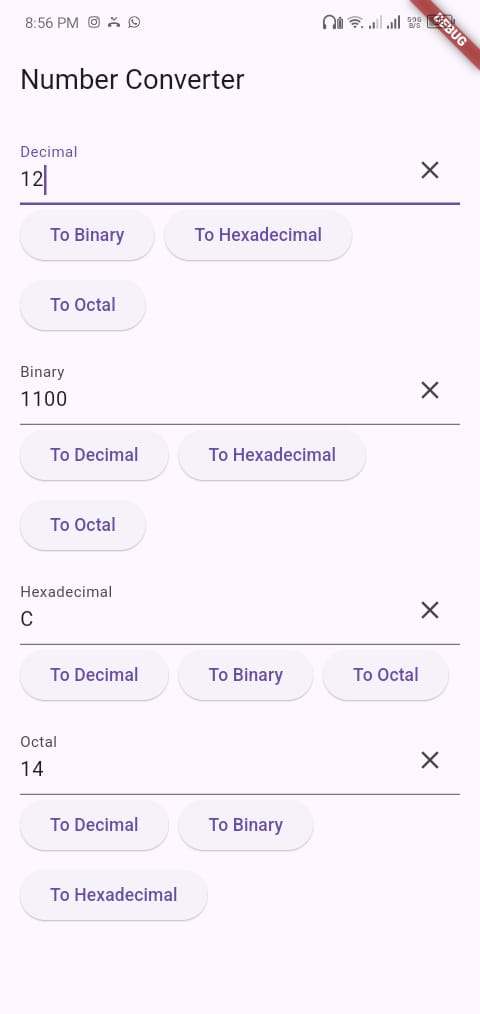 8:56 PM 596 B/S DEBUG
Number Converter
Decimal
12
To Binary To Hexadecimal
To Octal
Binary
1100
To Decimal To Hexadecimal
To Octal
Hexadecimal
C
To Decimal To Binary To Octal
Octal
14
To Decimal To Binary
To Hexadecimal